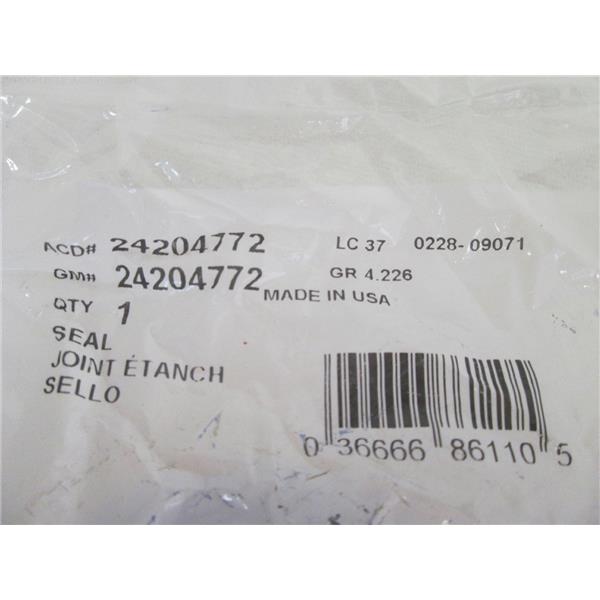 ACD# 24204772 LC 37 0228-09071
GM# 24204772 GR 4.226
QTY 1 MADE IN USA
SEAL
JOINT ÉTANCH
SELLO
0 36666 86110 5